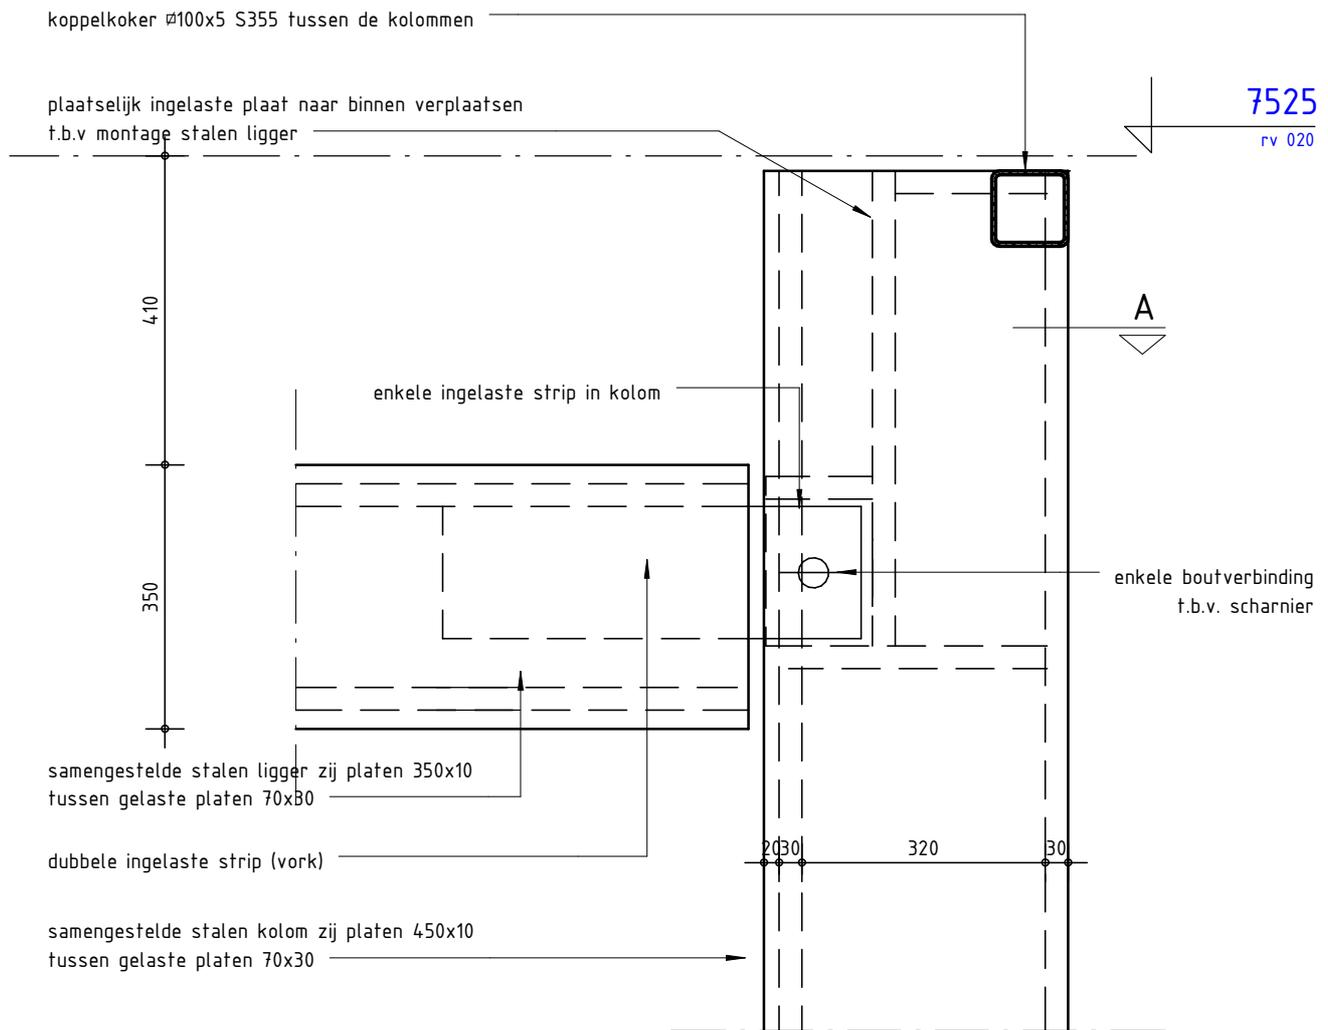 koppelkoker ⧄100x5 S355 tussen de kolommen
plaatselijk ingelaste plaat naar binnen verplaatsen
t.b.v montage stalen ligger
7525
rv 020
410
A
enkele ingelaste strip in kolom
350
enkele boutverbinding
t.b.v. scharnier
samengestelde stalen ligger zij platen 350x10
tussen gelaste platen 70x30
dubbele ingelaste strip (vork)
20 30 320 30
samengestelde stalen kolom zij platen 450x10
tussen gelaste platen 70x30